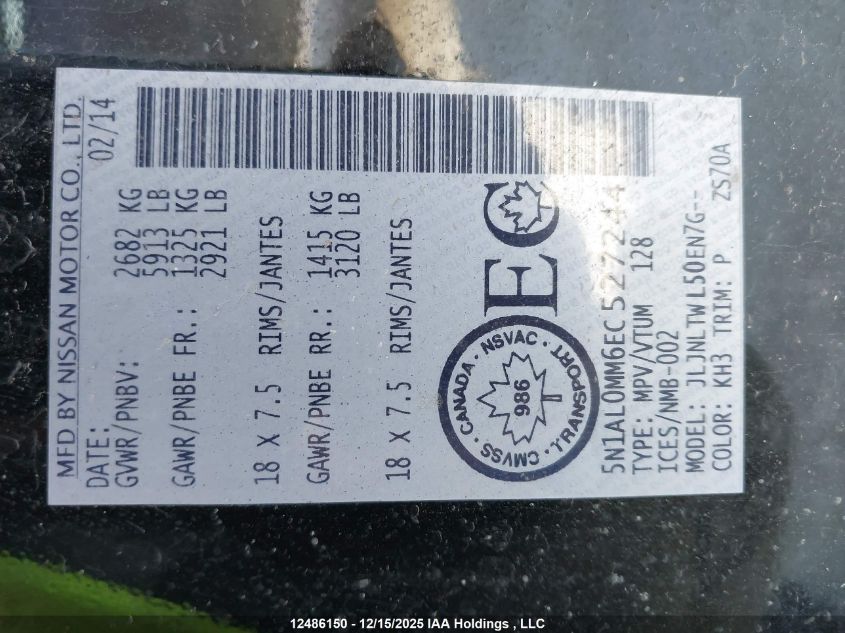 MFD BY NISSAN MOTOR CO., LTD.
DATE: 02/14
GVWR/PNBV: 2682 KG
5913 LB
GAWR/PNBE FR.: 1325 KG
2921 LB
18 X 7.5 RIMS/JANTES
GAWR/PNBE RR.: 1415 KG
3120 LB
18 X 7.5 RIMS/JANTES
CANADA · NSVAC · TRANSPORT · CMVSS ·
986
EC
5N1AL0MM6EC527244
TYPE: MPV/VTUM 128
ICES/NMB-002
MODEL: JLJNLTWL50EN7G--
COLOR: KH3 TRIM: P ZS70A
12486150 - 12/15/2025 IAA Holdings , LLC